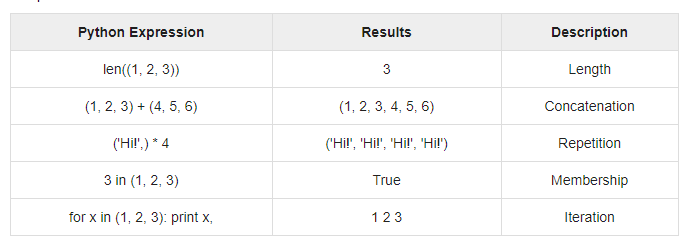 Python Expression Results Description
len((1, 2, 3)) 3 Length
(1, 2, 3) + (4, 5, 6) (1, 2, 3, 4, 5, 6) Concatenation
('Hi!',) * 4 ('Hi!', 'Hi!', 'Hi!', 'Hi!') Repetition
3 in (1, 2, 3) True Membership
for x in (1, 2, 3): print x, 1 2 3 Iteration